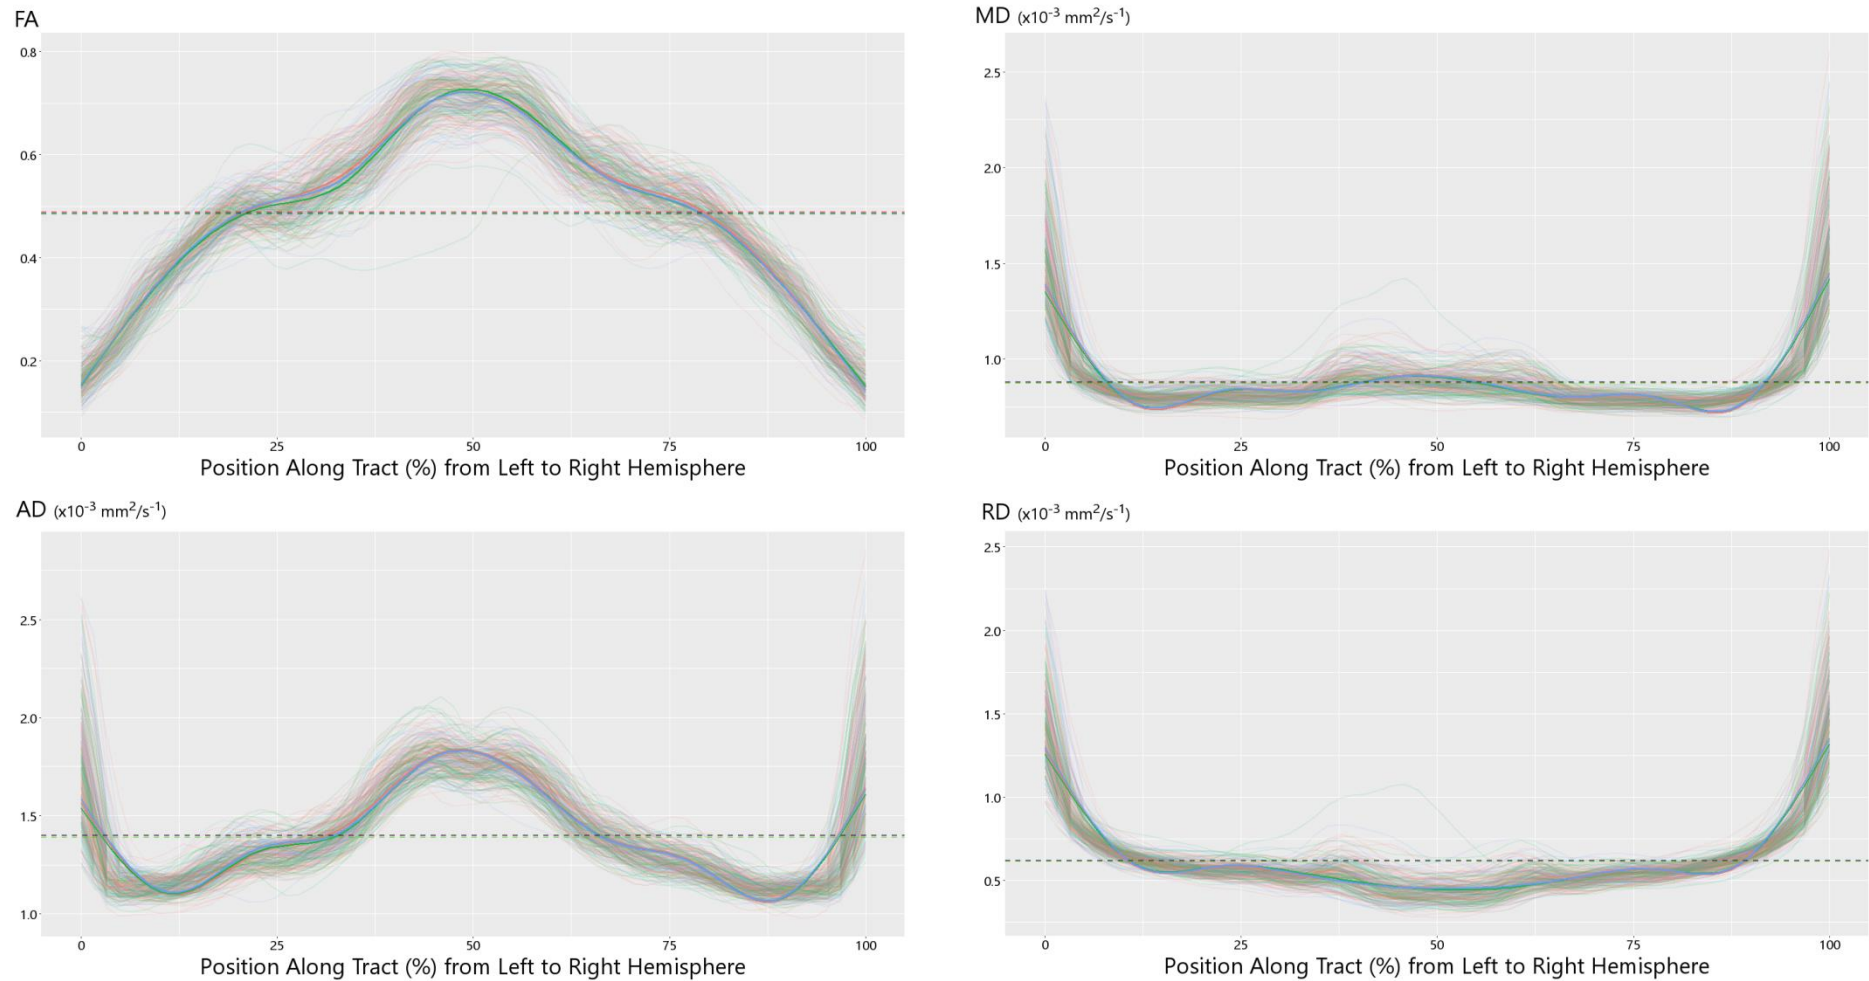 FA
0.8
0.6
0.4
0.2
0 25 50 75 100
Position Along Tract (%) from Left to Right Hemisphere
MD (x10⁻³ mm²/s⁻¹)
2.5
2.0
1.5
1.0
0 25 50 75 100
Position Along Tract (%) from Left to Right Hemisphere
AD (x10⁻³ mm²/s⁻¹)
2.5
2.0
1.5
1.0
0 25 50 75 100
Position Along Tract (%) from Left to Right Hemisphere
RD (x10⁻³ mm²/s⁻¹)
2.5
2.0
1.5
1.0
0.5
0 25 50 75 100
Position Along Tract (%) from Left to Right Hemisphere